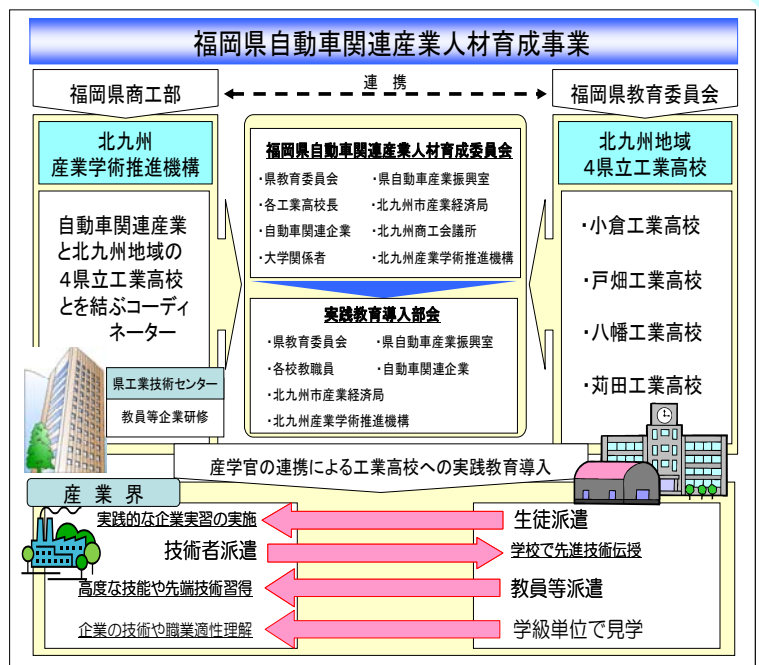 福岡県自動車関連産業人材育成事業
福岡県商工部
連 携
福岡県教育委員会
北九州
産業学術推進機構
自動車関連産業
と北九州地域の
4県立工業高校
とを結ぶコーディ
ネーター
県工業技術センター
教員等企業研修
福岡県自動車関連産業人材育成委員会
・県教育委員会 ・県自動車産業振興室
・各工業高校長 ・北九州市産業経済局
・自動車関連企業 ・北九州商工会議所
・大学関係者 ・北九州産業学術推進機構
実践教育導入部会
・県教育委員会 ・県自動車産業振興室
・各校教職員 ・自動車関連企業
・北九州市産業経済局
・北九州産業学術推進機構
北九州地域
4県立工業高校
・小倉工業高校
・戸畑工業高校
・八幡工業高校
・苅田工業高校
産学官の連携による工業高校への実践教育導入
産 業 界
実践的な企業実習の実施 生徒派遣
技術者派遣 学校で先進技術伝授
高度な技能や先端技術習得 教員等派遣
企業の技術や職業適性理解 学級単位で見学